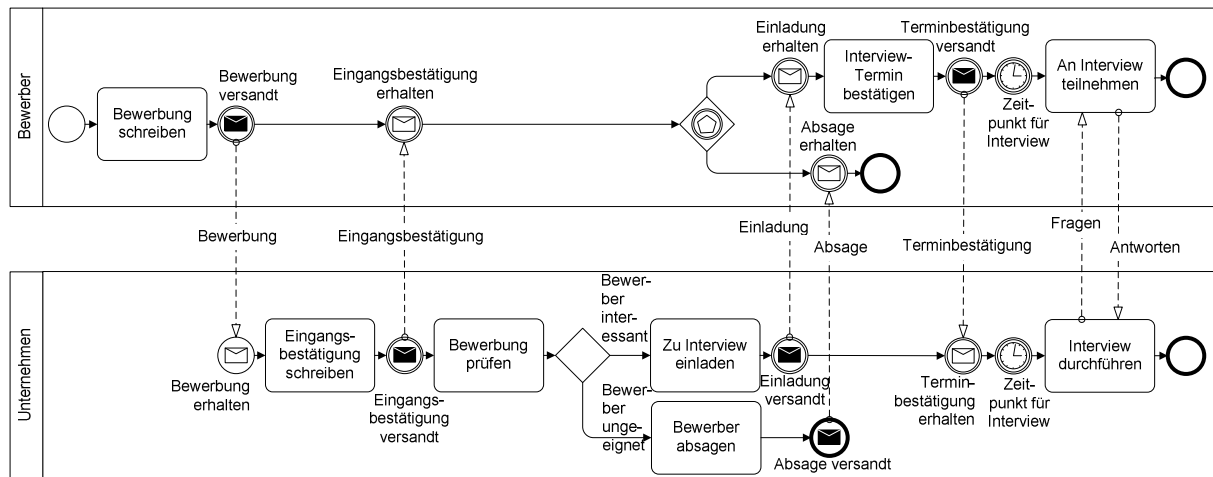 Bewerber
Bewerbung
schreiben
Bewerbung
versandt
Eingangsbestätigung
erhalten
Einladung
erhalten
Interview-
Termin
bestätigen
Terminbestätigung
versandt
Zeit-
punkt für
Interview
An Interview
teilnehmen
Absage
erhalten
Bewerbung
Eingangsbestätigung
Einladung
Absage
Terminbestätigung
Fragen
Antworten
Unternehmen
Bewerbung
erhalten
Eingangs-
bestätigung
schreiben
Eingangs-
bestätigung
versandt
Bewerbung
prüfen
Bewer-
ber
inter-
essant
Bewer-
ber
unge-
eignet
Zu Interview
einladen
Einladung
versandt
Bewerber
absagen
Absage versandt
Termin-
bestätigung
erhalten
Zeit-
punkt für
Interview
Interview
durchführen